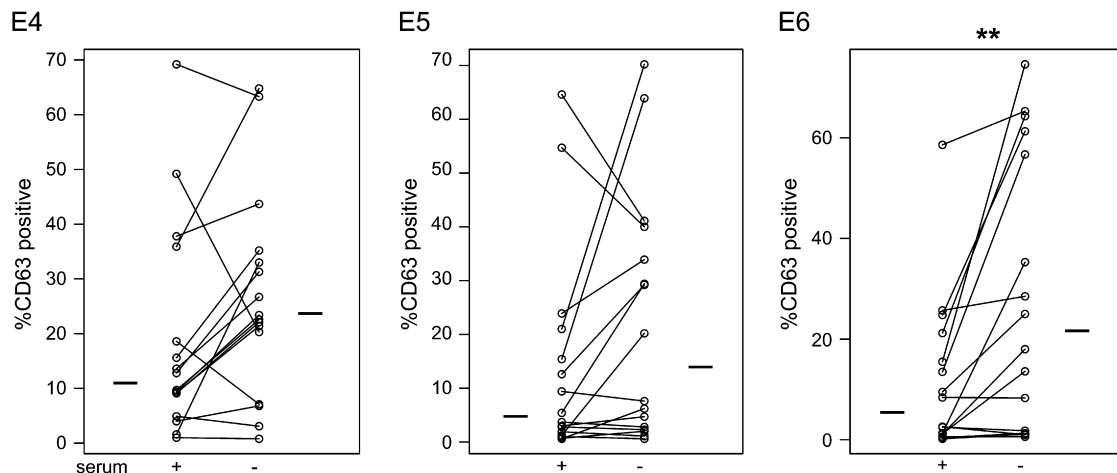 E4 E5 E6
**
70 70
60 60 60
50 50
40 40 40
30 30
20 20 20
10 10
0 0 0
%CD63 positive %CD63 positive %CD63 positive
serum + - + - + -